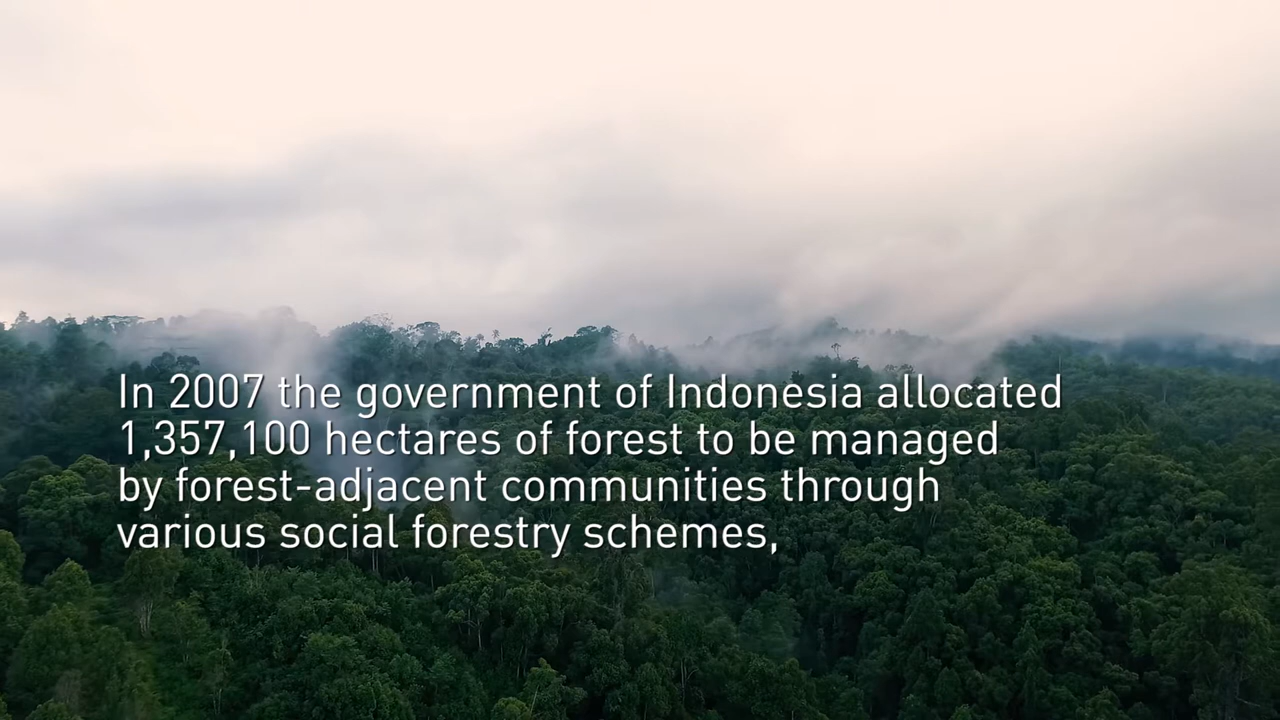 In 2007 the government of Indonesia allocated
1,357,100 hectares of forest to be managed
by forest-adjacent communities through
various social forestry schemes,